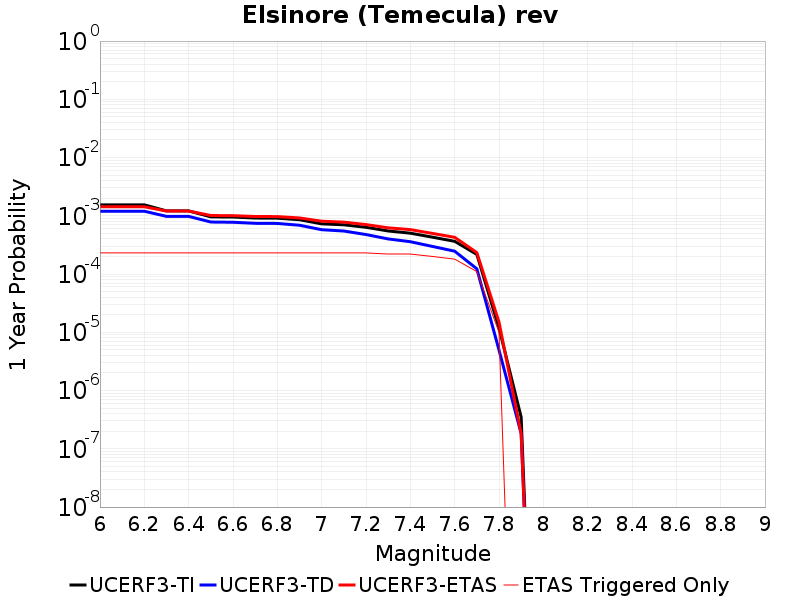 Elsinore (Temecula) rev
10^0
10^-1
10^-2
10^-3
10^-4
10^-5
10^-6
10^-7
10^-8
1 Year Probability
6 6.2 6.4 6.6 6.8 7 7.2 7.4 7.6 7.8 8 8.2 8.4 8.6 8.8 9
Magnitude
UCERF3-TI UCERF3-TD UCERF3-ETAS ETAS Triggered Only